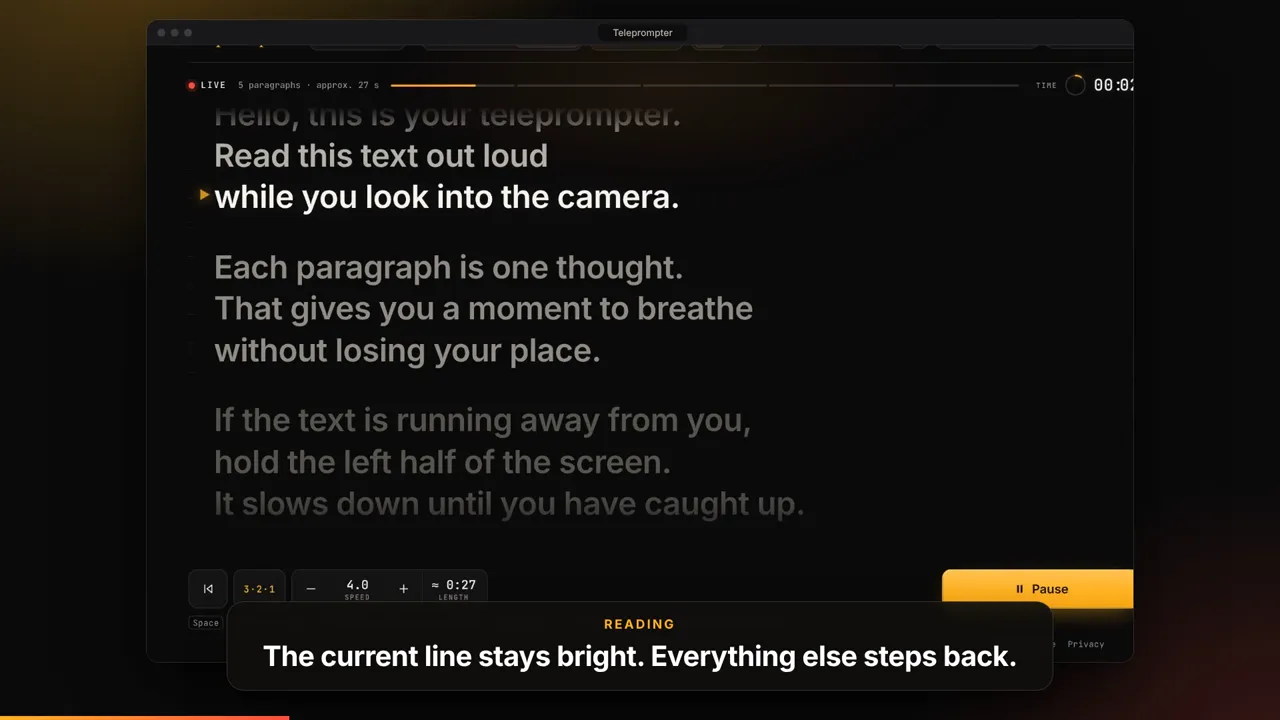 Teleprompter
LIVE 5 paragraphs · approx. 27 s
TIME 00:02
Hello, this is your teleprompter.
Read this text out loud
while you look into the camera.
Each paragraph is one thought.
That gives you a moment to breathe
without losing your place.
If the text is running away from you,
hold the left half of the screen.
It slows down until you have caught up.
3·2·1
− 4.0 +
SPEED
≈ 0:27
LENGTH
Pause
Space
Privacy
READING
The current line stays bright. Everything else steps back.